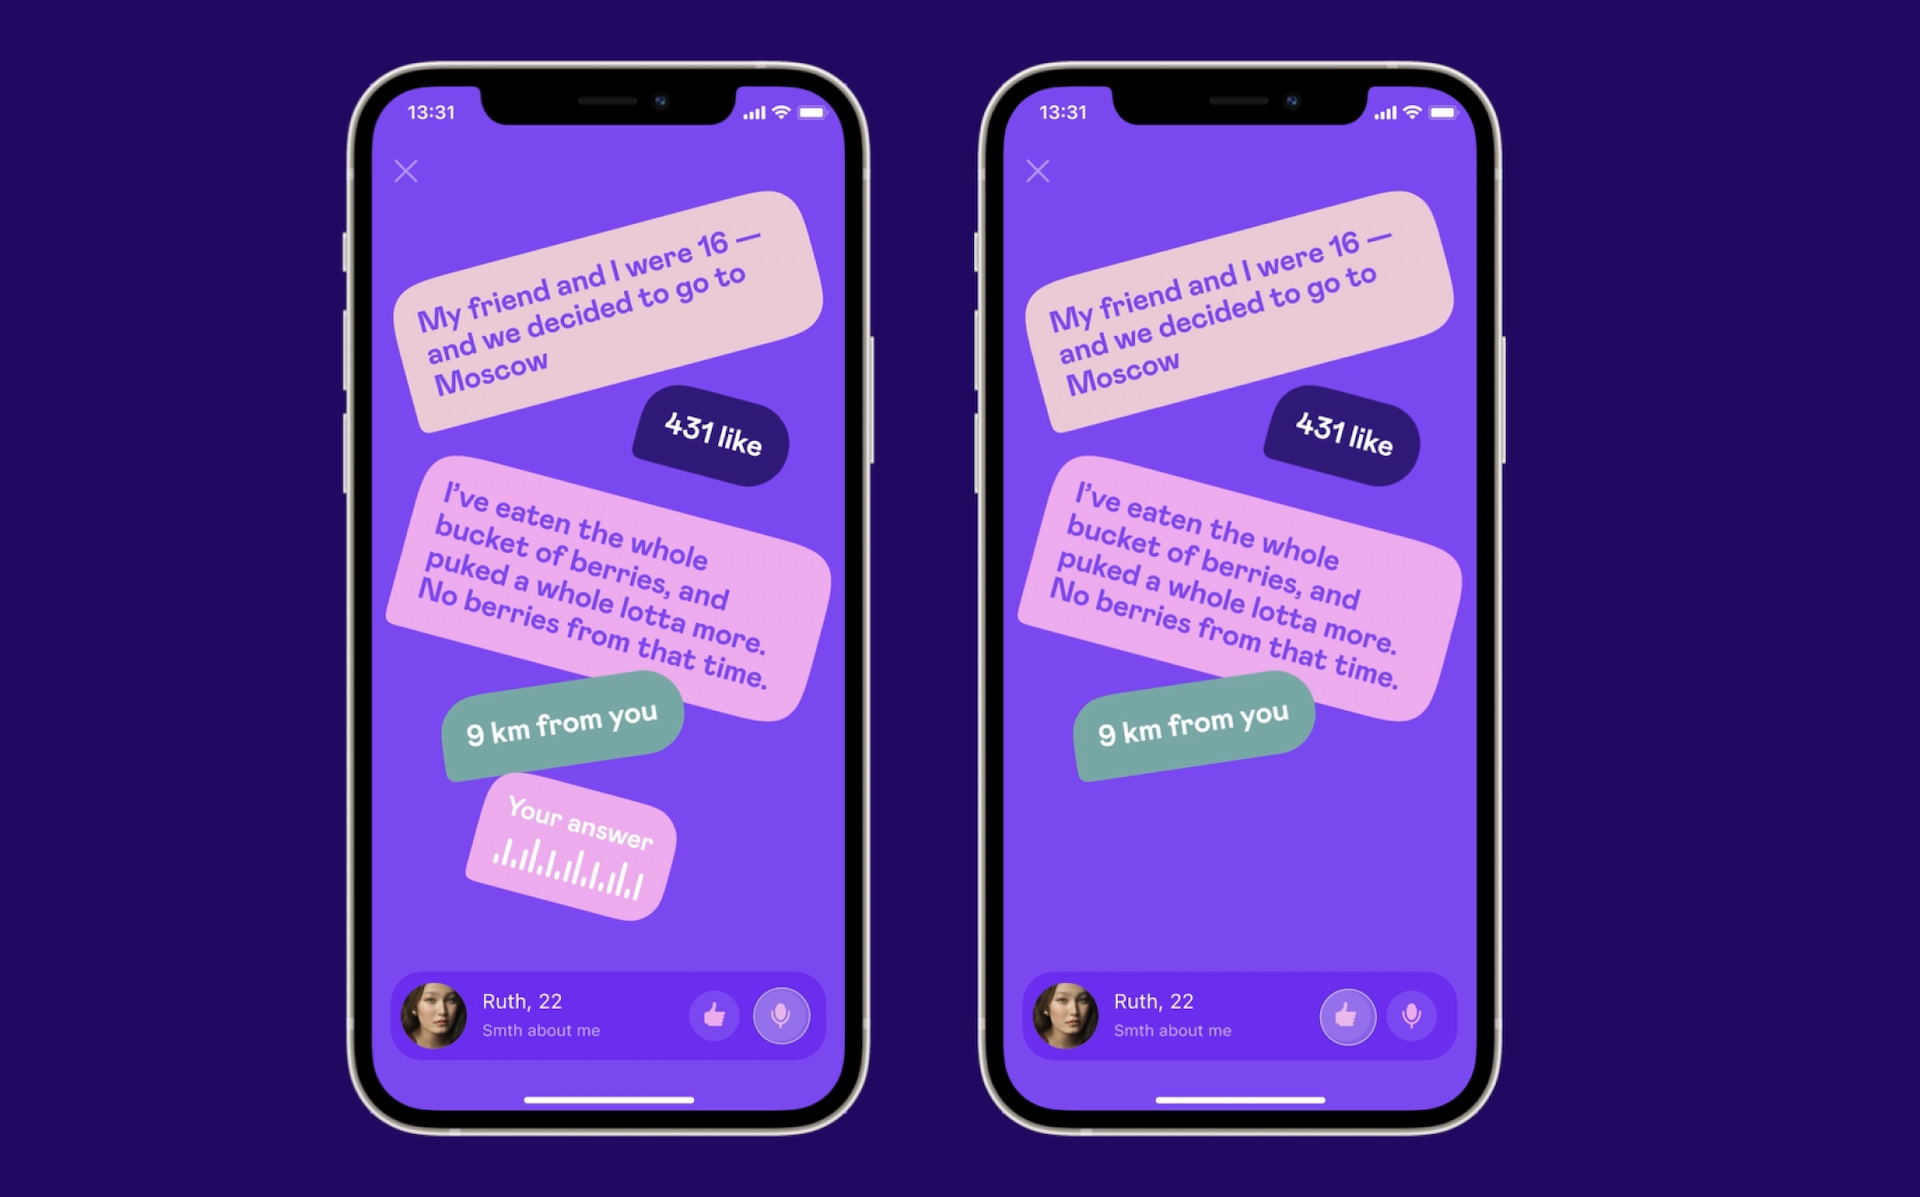 13:31
My friend and I were 16 —
and we decided to go to
Moscow
431 like
I've eaten the whole
bucket of berries, and
puked a whole lotta more.
No berries from that time.
9 km from you
Your answer
Ruth, 22
Smth about me
13:31
My friend and I were 16 —
and we decided to go to
Moscow
431 like
I've eaten the whole
bucket of berries, and
puked a whole lotta more.
No berries from that time.
9 km from you
Ruth, 22
Smth about me